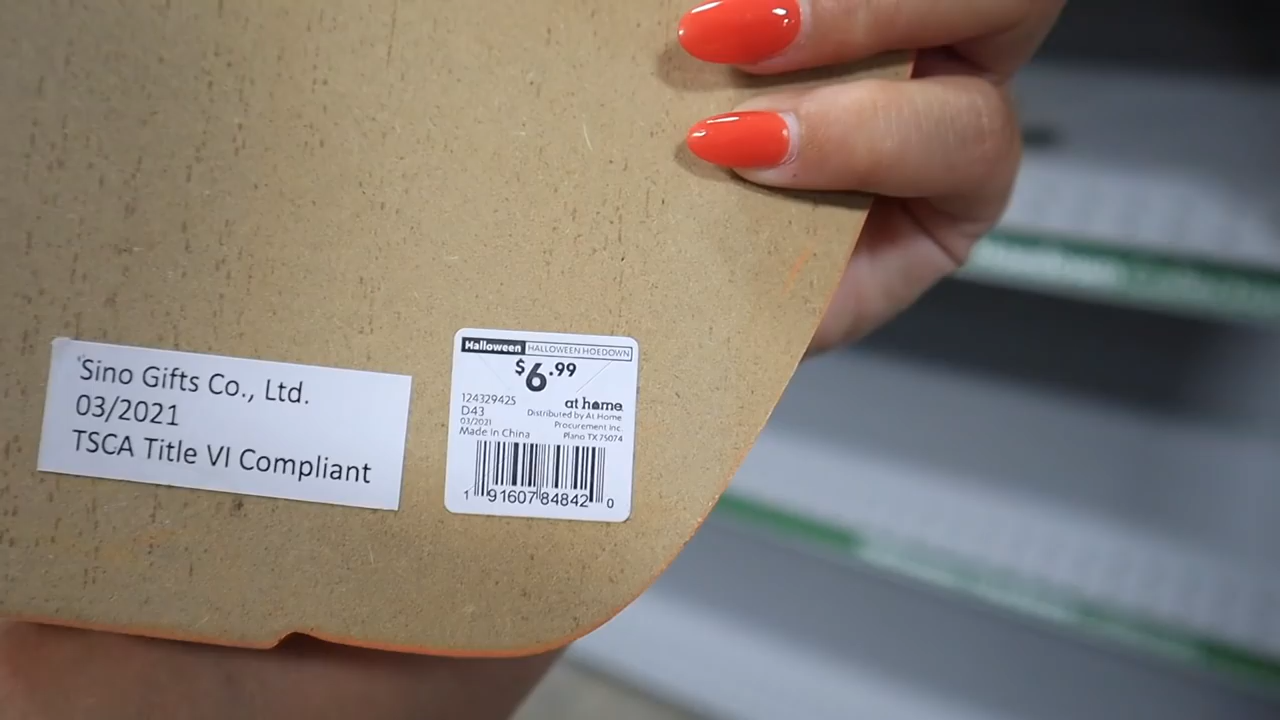 Sino Gifts Co., Ltd.
03/2021
TSCA Title VI Compliant
Halloween HALLOWEEN HOEDOWN
$6.99
124329425
D43
03/2021
Made In China
at home
Distributed by At Home
Procurement Inc.
Plano TX 75074
1 91607 84842 0